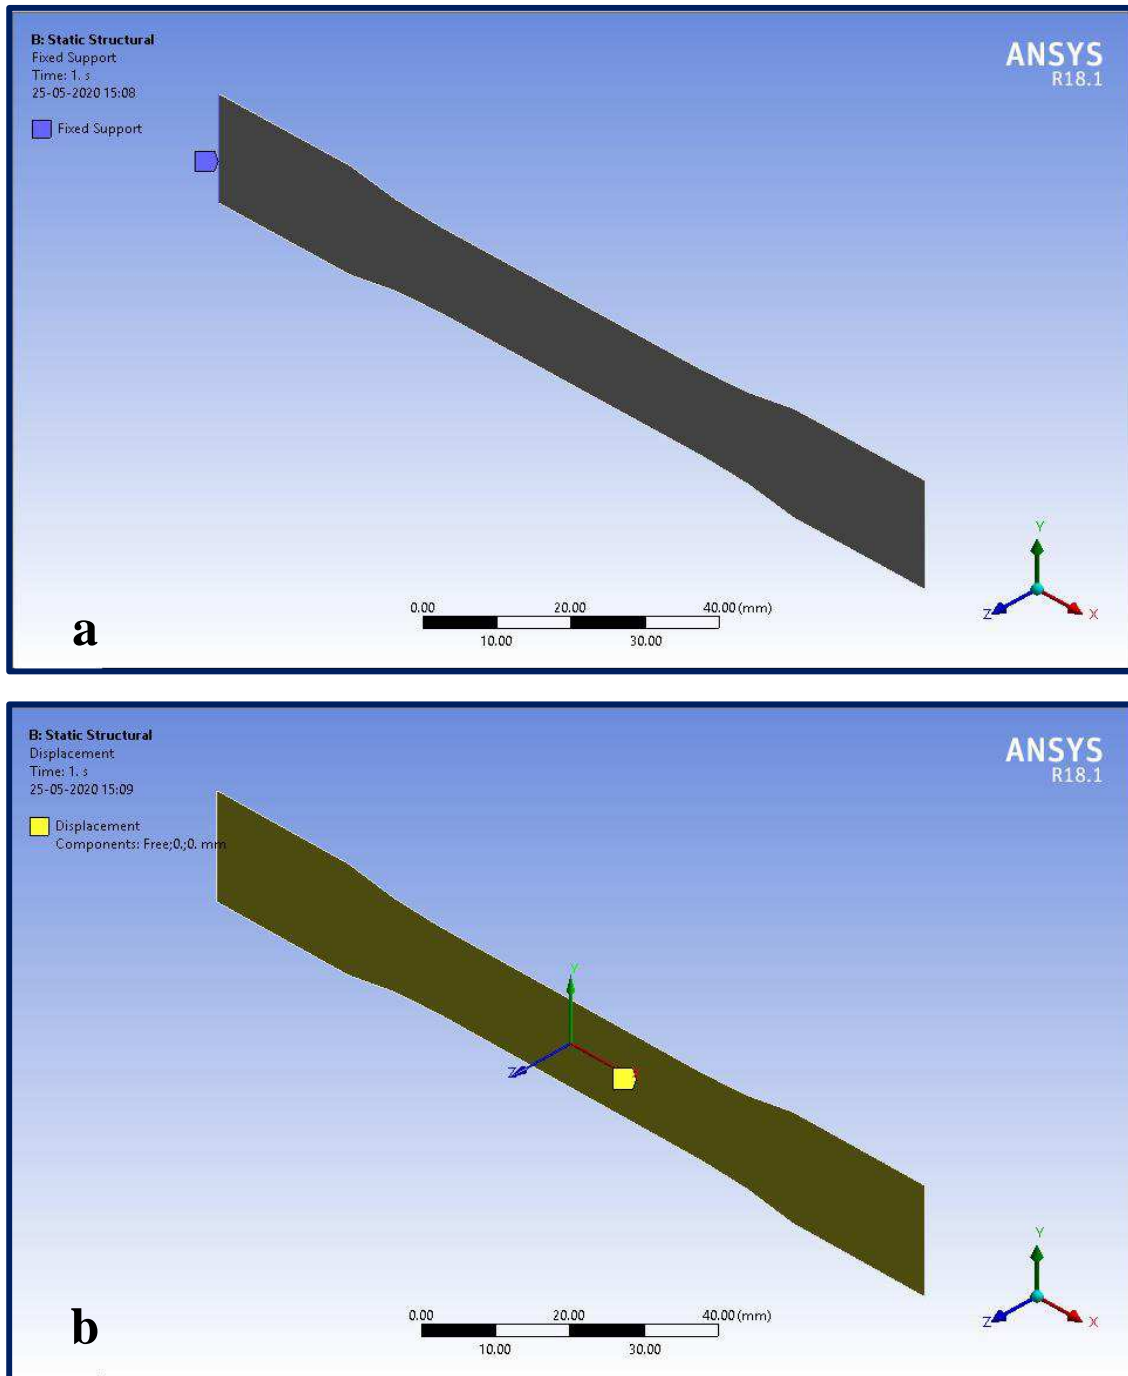 B: Static Structural
Fixed Support
Time: 1. s
25-05-2020 15:08
Fixed Support
ANSYS
R18.1
Y
Z
X
0.00 20.00 40.00 (mm)
10.00 30.00
a
B: Static Structural
Displacement
Time: 1. s
25-05-2020 15:09
Displacement
Components: Free;0.;0. mm
ANSYS
R18.1
Y
Z
Y
Z
X
0.00 20.00 40.00 (mm)
10.00 30.00
b